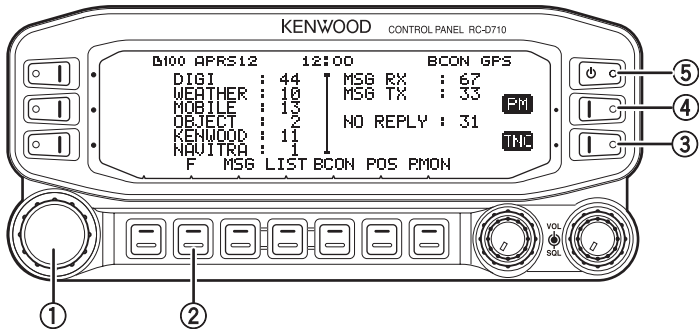 KENWOOD CONTROL PANEL RC-D710
100 APRS12 12:00 BCON GPS
DIGI : 44 MSG RX : 67
WEATHER : 10 MSG TX : 33
MOBILE : 13 PM
OBJECT : 2 NO REPLY : 31
KENWOOD : 11 TNC
NAVITRA : 1
F MSG LIST BCON POS P.MON
VOL
SQL
5
4
3
1
2